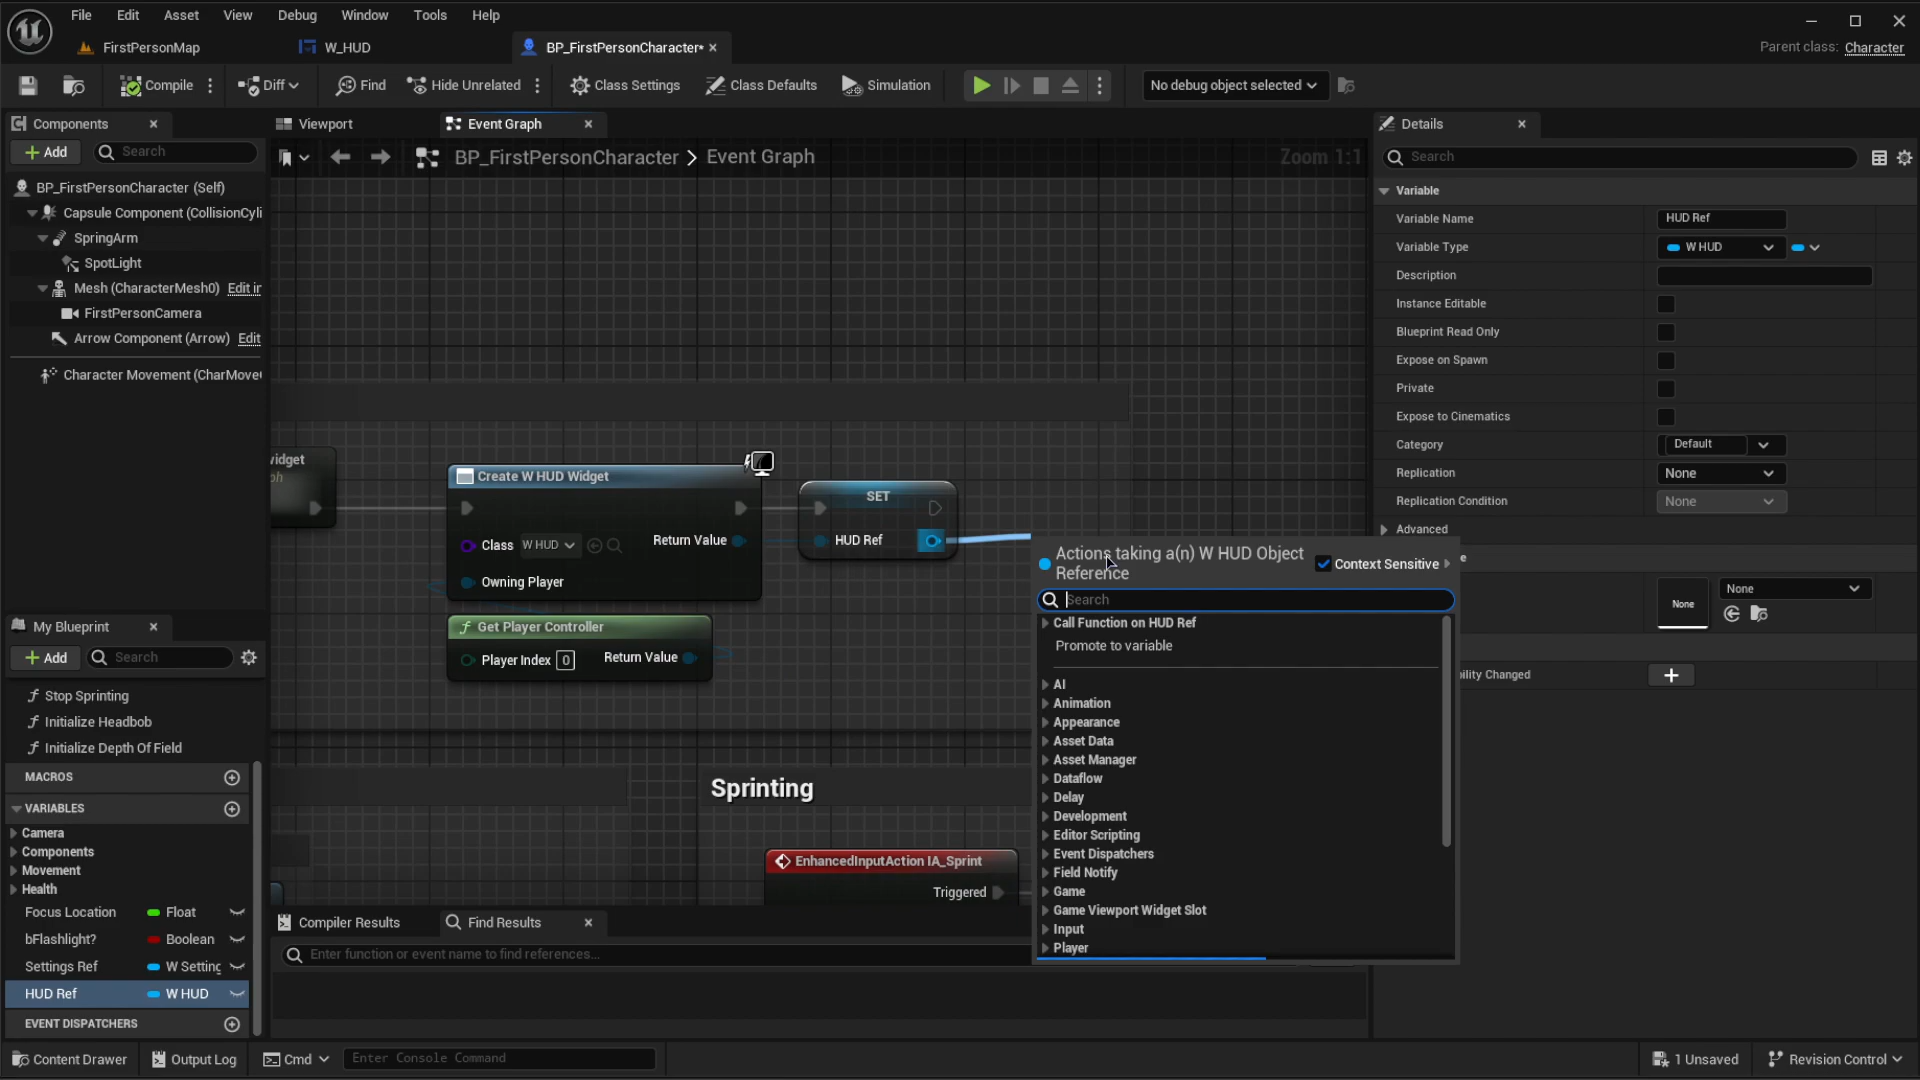 File Edit Asset View Debug Window Tools Help
FirstPersonMap W_HUD BP_FirstPersonCharacter* Parent class: Character
Compile Diff Find Hide Unrelated Class Settings Class Defaults Simulation No debug object selected
Components Viewport Event Graph Details
Add Search BP_FirstPersonCharacter > Event Graph Zoom 1:1 Search
BP_FirstPersonCharacter (Self)
Capsule Component (CollisionCyli
SpringArm
SpotLight
Mesh (CharacterMesh0) Edit in
FirstPersonCamera
Arrow Component (Arrow) Edit
Character Movement (CharMove
Variable
Variable Name HUD Ref
Variable Type W HUD
Description
Instance Editable
Blueprint Read Only
Expose on Spawn
Private
Expose to Cinematics
Category Default
Replication None
Replication Condition None
Advanced
None None
bility Changed
Create W HUD Widget
Class W HUD Return Value
Owning Player
SET
HUD Ref
Get Player Controller
Player Index 0 Return Value
Sprinting
EnhancedInputAction IA_Sprint
Triggered
Actions taking a(n) W HUD Object
Reference
Context Sensitive
Search
Call Function on HUD Ref
Promote to variable
AI
Animation
Appearance
Asset Data
Asset Manager
Dataflow
Delay
Development
Editor Scripting
Event Dispatchers
Field Notify
Game
Game Viewport Widget Slot
Input
Player
My Blueprint
Add Search
Stop Sprinting
Initialize Headbob
Initialize Depth Of Field
MACROS
VARIABLES
Camera
Components
Movement
Health
Focus Location Float
bFlashlight? Boolean
Settings Ref W Setting
HUD Ref W HUD
EVENT DISPATCHERS
Compiler Results Find Results
Enter function or event name to find references...
Content Drawer Output Log Cmd Enter Console Command 1 Unsaved Revision Control